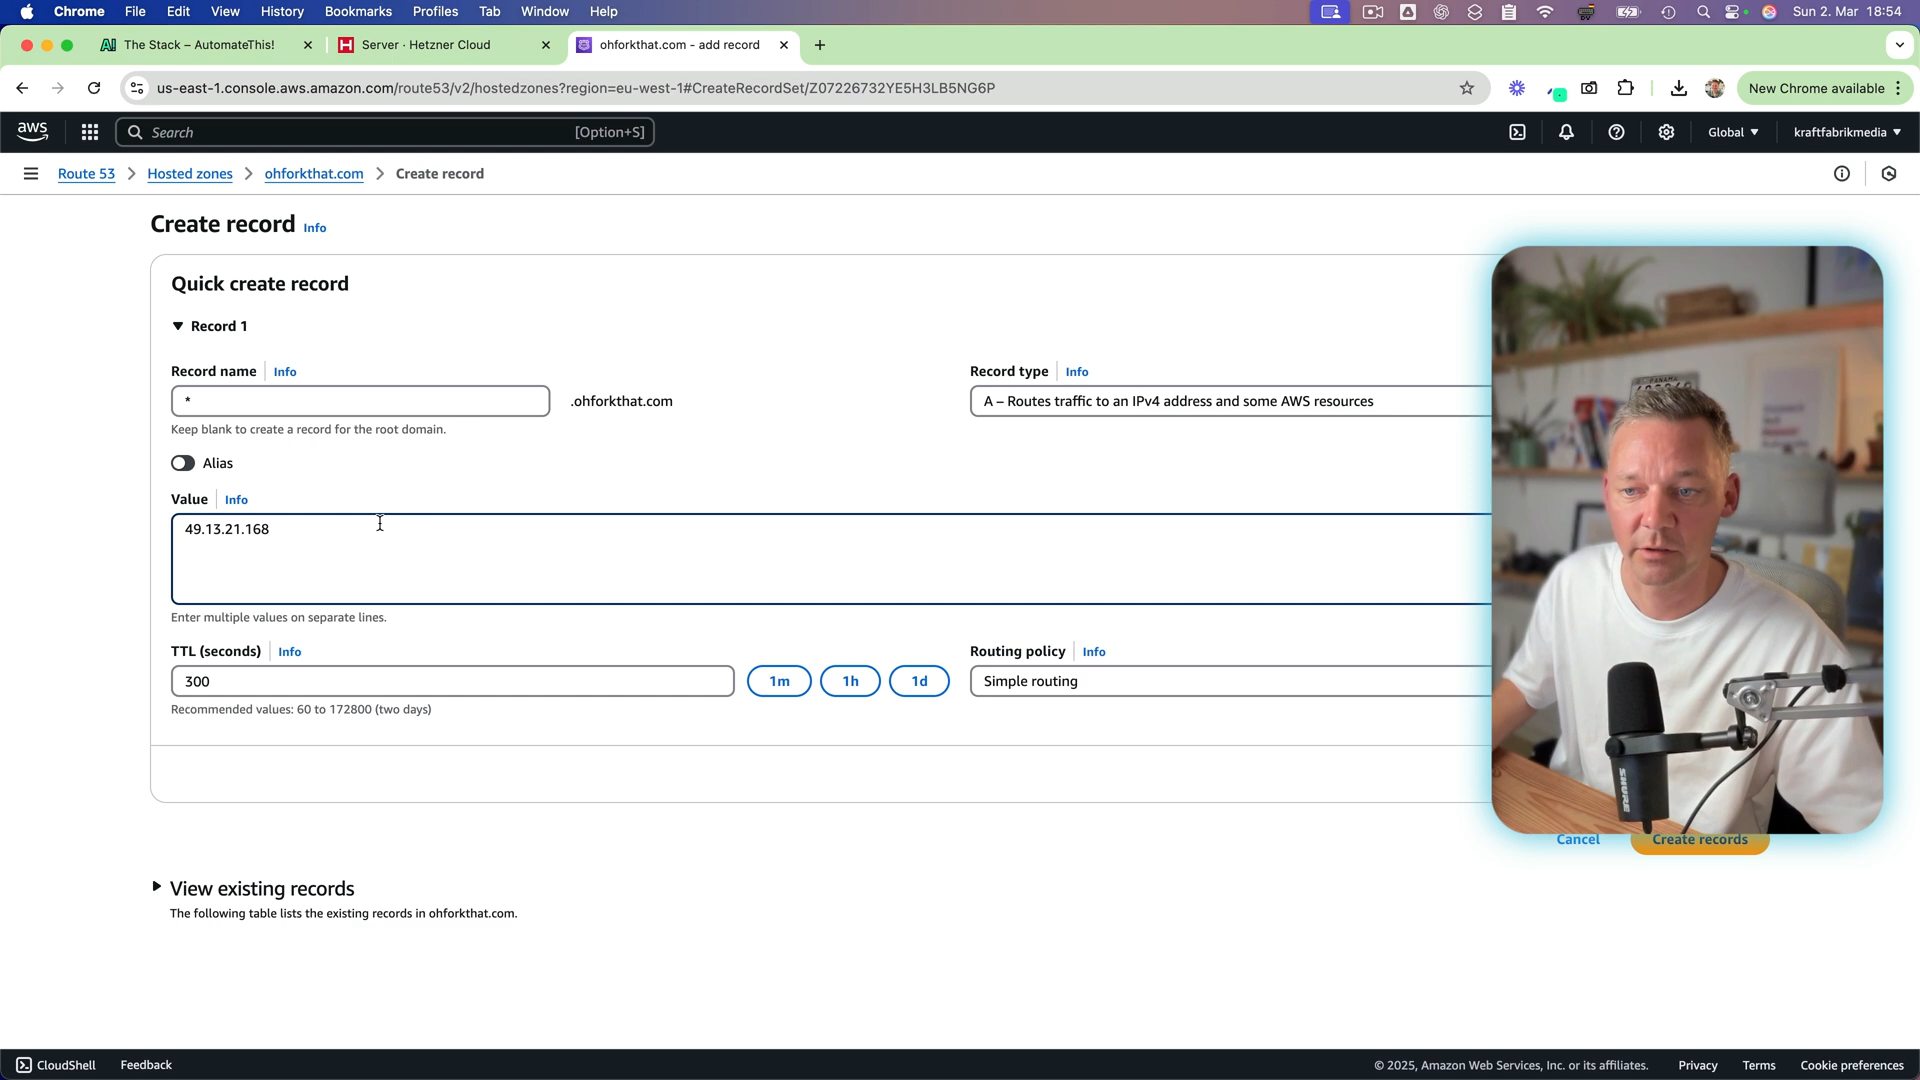 Chrome File Edit View History Bookmarks Profiles Tab Window Help Sun 2. Mar 18:54
The Stack – AutomateThis! Server · Hetzner Cloud ohforkthat.com - add record
us-east-1.console.aws.amazon.com/route53/v2/hostedzones?region=eu-west-1#CreateRecordSet/Z07226732YE5H3LB5NG6P New Chrome available
aws Search [Option+S] Global kraftfabrikmedia
Route 53 Hosted zones ohforkthat.com Create record
Create record Info
Quick create record
Record 1
Record name Info Record type Info
* .ohforkthat.com A – Routes traffic to an IPv4 address and some AWS resources
Keep blank to create a record for the root domain.
Alias
Value Info
49.13.21.168
Enter multiple values on separate lines.
TTL (seconds) Info Routing policy Info
300 1m 1h 1d Simple routing
Recommended values: 60 to 172800 (two days)
SHURE
Cancel Create records
View existing records
The following table lists the existing records in ohforkthat.com.
CloudShell Feedback © 2025, Amazon Web Services, Inc. or its affiliates. Privacy Terms Cookie preferences